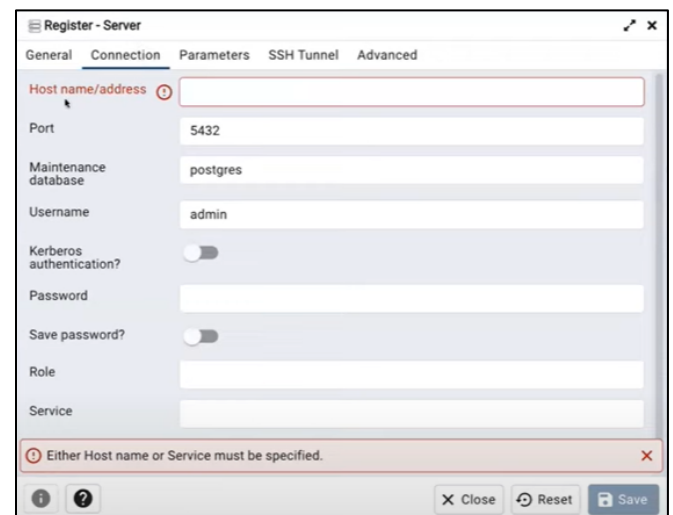 Register - Server
General Connection Parameters SSH Tunnel Advanced
Host name/address
Port 5432
Maintenance
database postgres
Username admin
Kerberos
authentication?
Password
Save password?
Role
Service
Either Host name or Service must be specified.
Close Reset Save